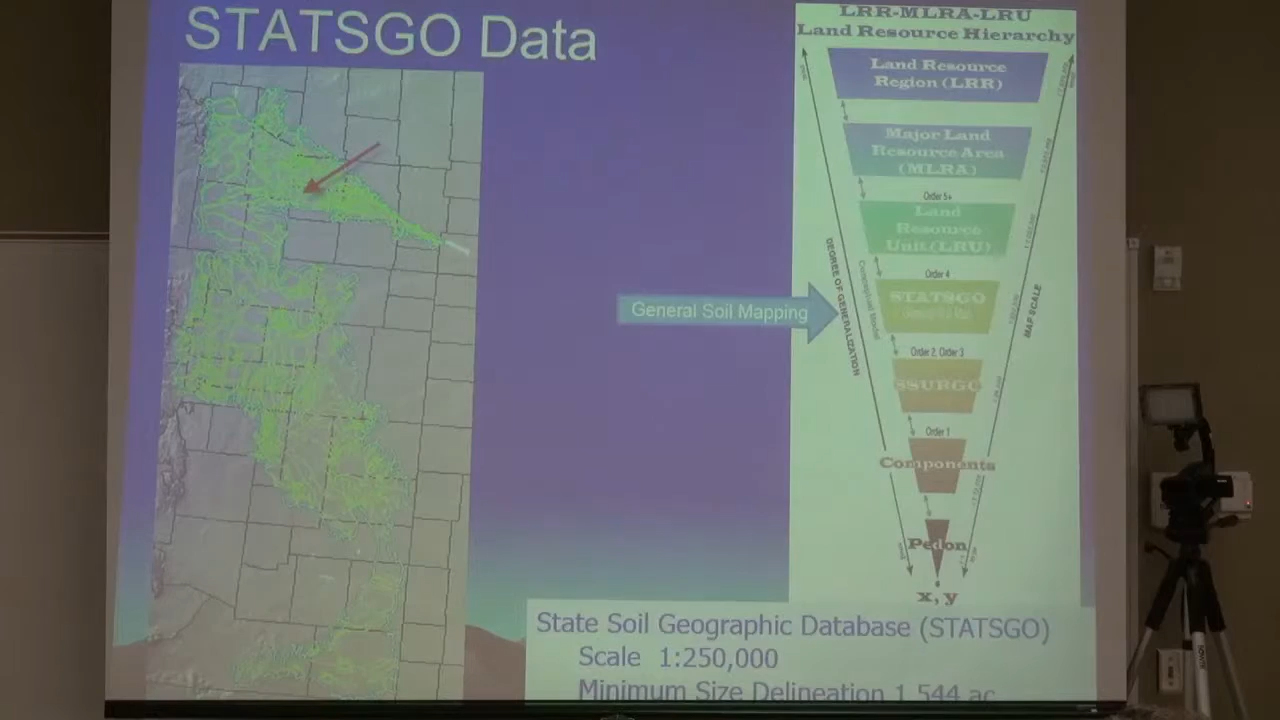 STATSGO Data
LRR-MLRA-LRU
Land Resource Hierarchy
Land Resource
Region (LRR)
Major Land
Resource Area
(MLRA)
Order 5+
Land
Resource
Unit (LRU)
Order 4
STATSGO
General Soil Mapping
DEGREE OF GENERALIZATION
Conceptual Model
MAP SCALE
Order 2, Order 3
SSURGO
Order 1
Components
Pedon
x, y
State Soil Geographic Database (STATSGO)
Scale 1:250,000
Minimum Size Delineation 1,544 ac